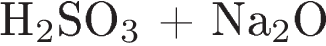 H₂SO₃ + Na₂O